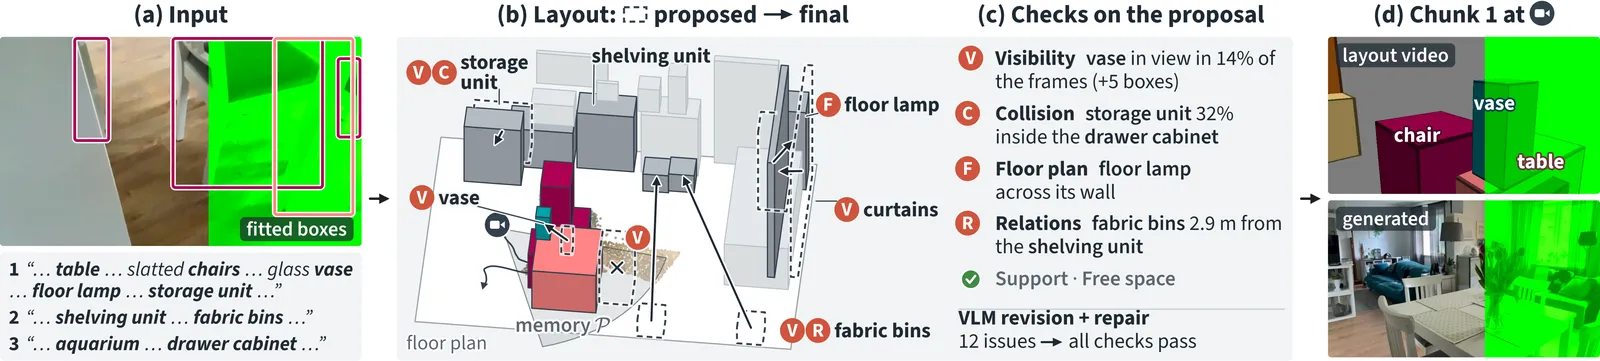 (a) Input
fitted boxes
1 “... table ... slatted chairs ... glass vase
... floor lamp ... storage unit ...”
2 “... shelving unit ... fabric bins ...”
3 “... aquarium ... drawer cabinet ...”
(b) Layout: proposed → final
V C storage
unit
shelving unit
F floor lamp
V vase
V
V curtains
memory P
floor plan
V R fabric bins
(c) Checks on the proposal
V Visibility vase in view in 14% of
the frames (+5 boxes)
C Collision storage unit 32%
inside the drawer cabinet
F Floor plan floor lamp
across its wall
R Relations fabric bins 2.9 m from
the shelving unit
Support · Free space
VLM revision + repair
12 issues → all checks pass
(d) Chunk 1 at
layout video
vase
chair
table
generated